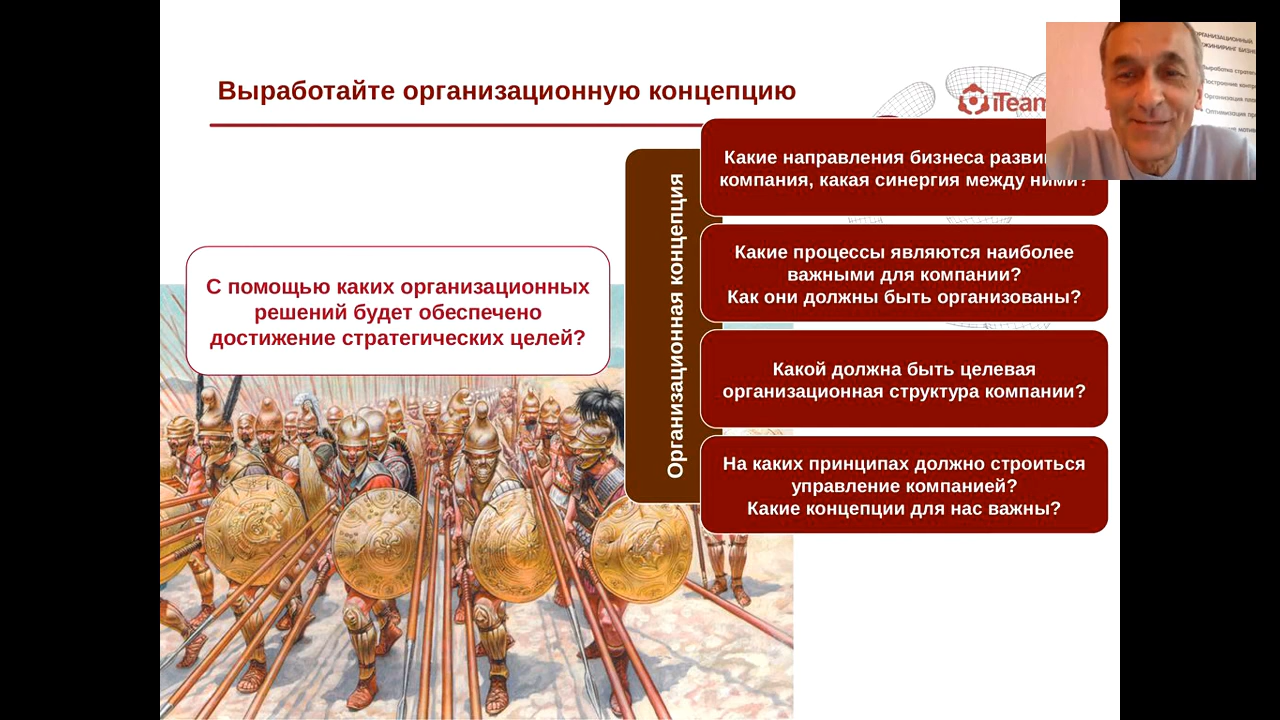 Выработайте организационную концепцию
iTeam
ОРГАНИЗАЦИОННЫЙ
Какие направления бизнеса
компания, какая синергия между ними?
С помощью каких организационных
решений будет обеспечено
достижение стратегических целей?
Организационная концепция
Какие процессы являются наиболее
важными для компании?
Как они должны быть организованы?
Какой должна быть целевая
организационная структура компании?
На каких принципах должно строиться
управление компанией?
Какие концепции для нас важны?